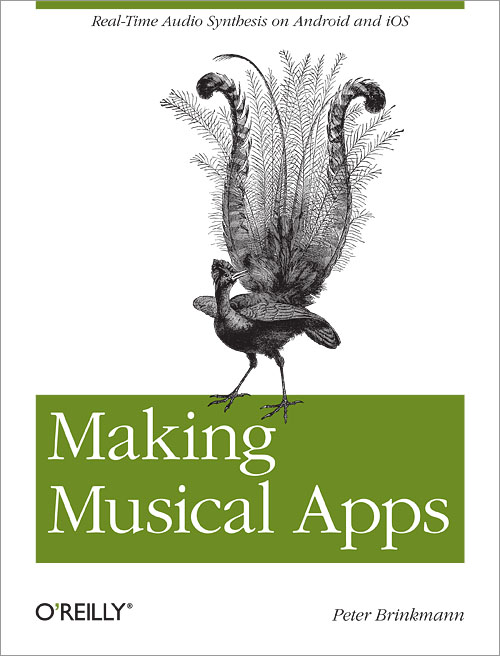 Real-Time Audio Synthesis on Android and iOS
Making
Musical Apps
O'REILLY®
Peter Brinkmann